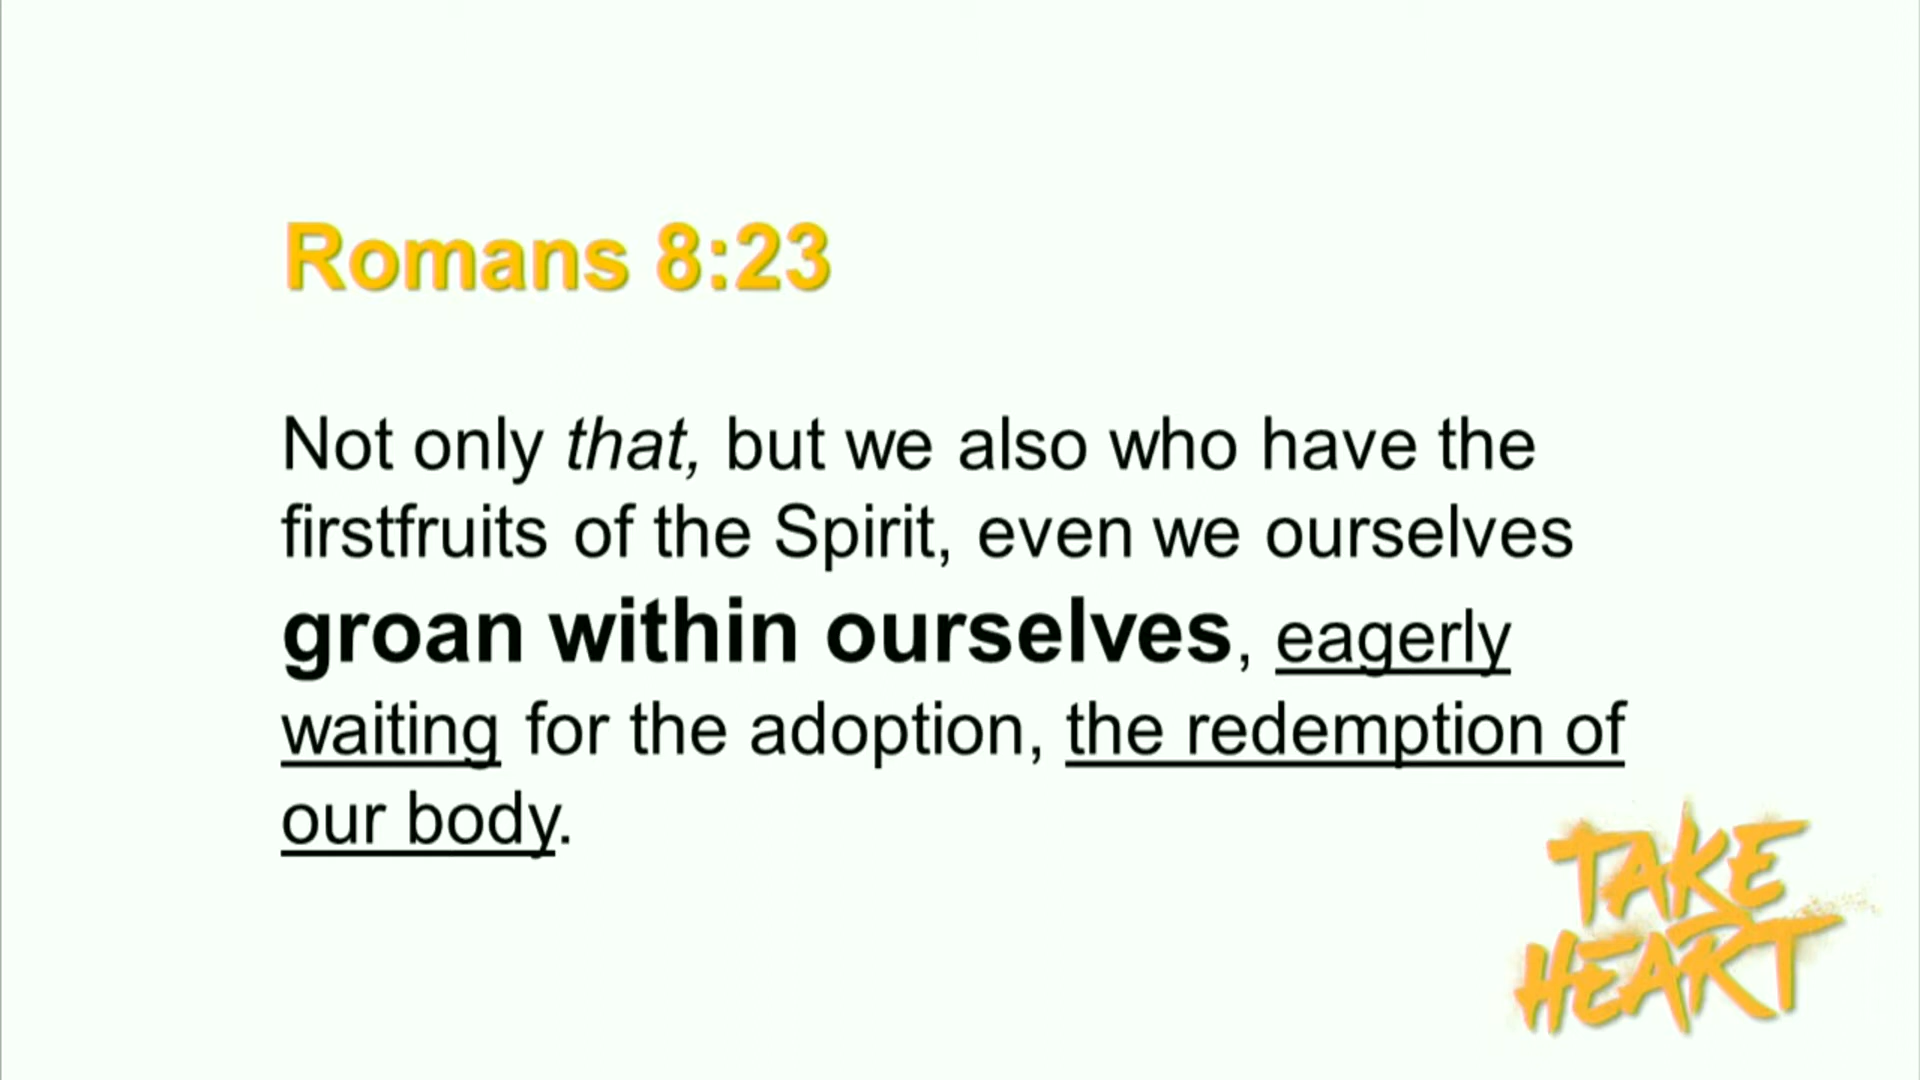 Romans 8:23
Not only that, but we also who have the
firstfruits of the Spirit, even we ourselves
groan within ourselves, eagerly
waiting for the adoption, the redemption of
our body.
TAKE
HEART